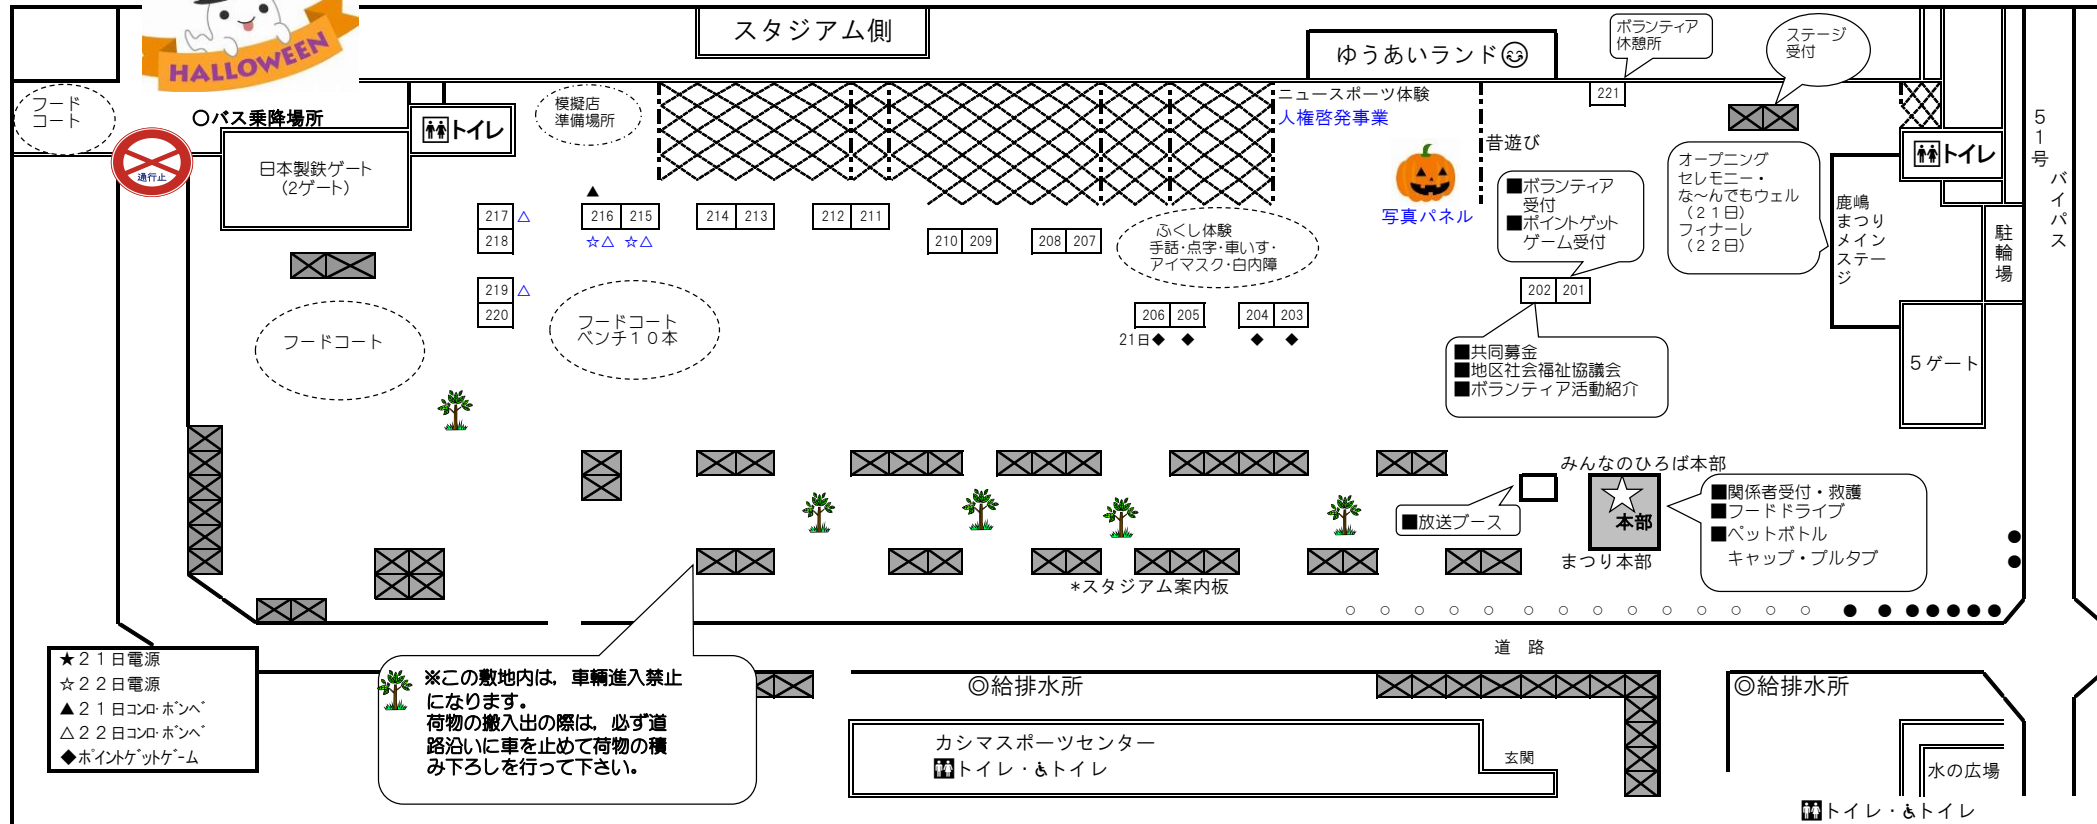 HALLOWEEN
スタジアム側
ゆうあいランド
ボランティア
休憩所
ステージ
受付
フード
コート
○バス乗降場所
トイレ
模擬店
準備場所
ニュースポーツ体験
人権啓発事業
221
昔遊び
通行止
日本製鉄ゲート
(2ゲート)
オープニング
セレモニー・
な~んでもウェル
(21日)
フィナーレ
(22日)
トイレ
51号バイパス
217 △
218
▲
216 215
☆△ ☆△
214 213
212 211
210 209
208 207
ふくし体験
手話・点字・車いす・
アイマスク・白内障
写真パネル
■ボランティア
受付
■ポイントゲット
ゲーム受付
鹿嶋
まつり
メイン
ステー
ジ
駐輪場
219 △
220
フードコート
フードコート
ベンチ10本
206 205
204 203
21日◆ ◆ ◆ ◆
202 201
■共同募金
■地区社会福祉協議会
■ボランティア活動紹介
5ゲート
みんなのひろば本部
■放送ブース
☆
本部
まつり本部
■関係者受付・救護
■フードドライブ
■ペットボトル
キャップ・プルタブ
*スタジアム案内板
○ ○ ○ ○ ○ ○ ○ ○ ○ ○ ○ ○ ○ ○ ● ● ● ● ● ● ●
道 路
★21日電源
☆22日電源
▲21日コンロ・ボンベ
△22日コンロ・ボンベ
◆ポイントゲットゲーム
※この敷地内は，車輌進入禁止
になります。
荷物の搬入出の際は，必ず道
路沿いに車を止めて荷物の積
み下ろしを行って下さい。
◎給排水所
◎給排水所
カシマスポーツセンター
トイレ・トイレ
玄関
水の広場
トイレ・トイレ